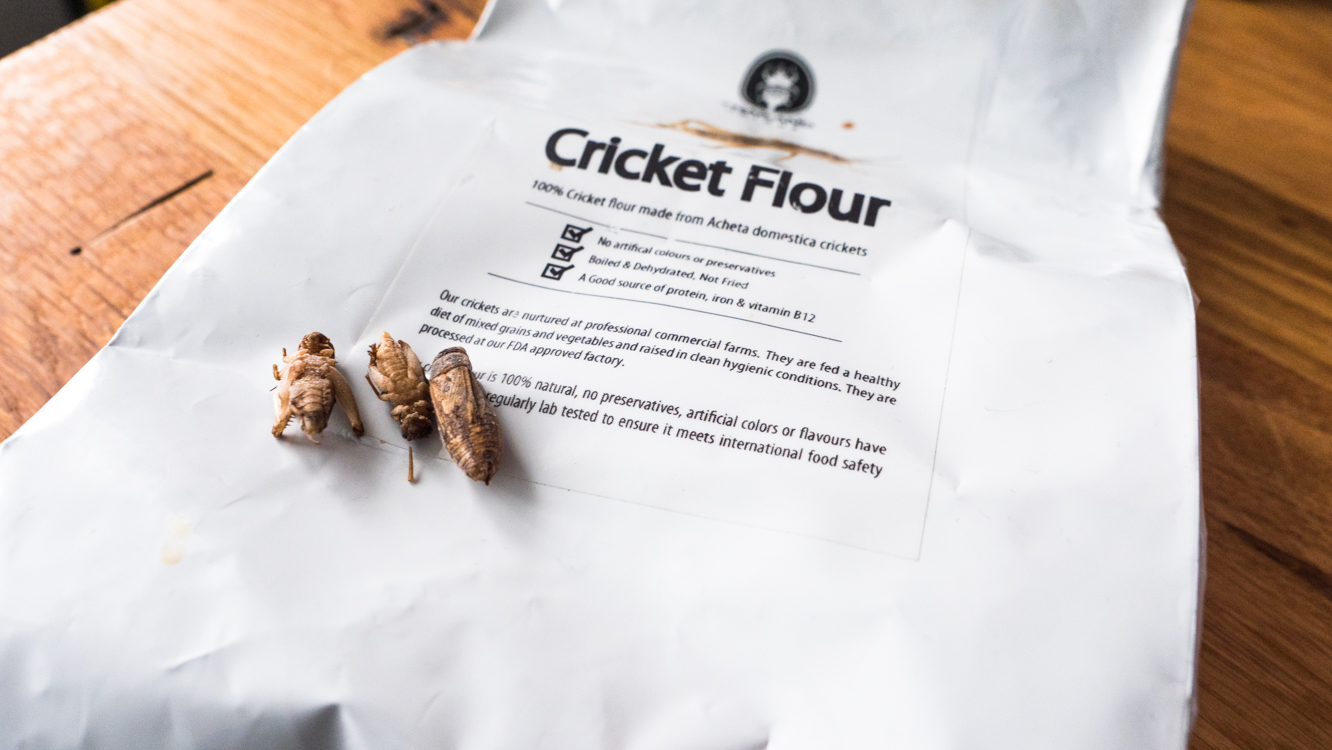 Cricket Flour
100% Cricket flour made from Acheta domestica crickets
No artifical colours or preservatives
Boiled & Dehydrated, Not Fried
A Good source of protein, iron & vitamin B12
Our crickets are nurtured at professional commercial farms. They are fed a healthy
diet of mixed grains and vegetables and raised in clean hygienic conditions. They are
processed at our FDA approved factory.
is 100% natural, no preservatives, artificial colors or flavours have
regularly lab tested to ensure it meets international food safety